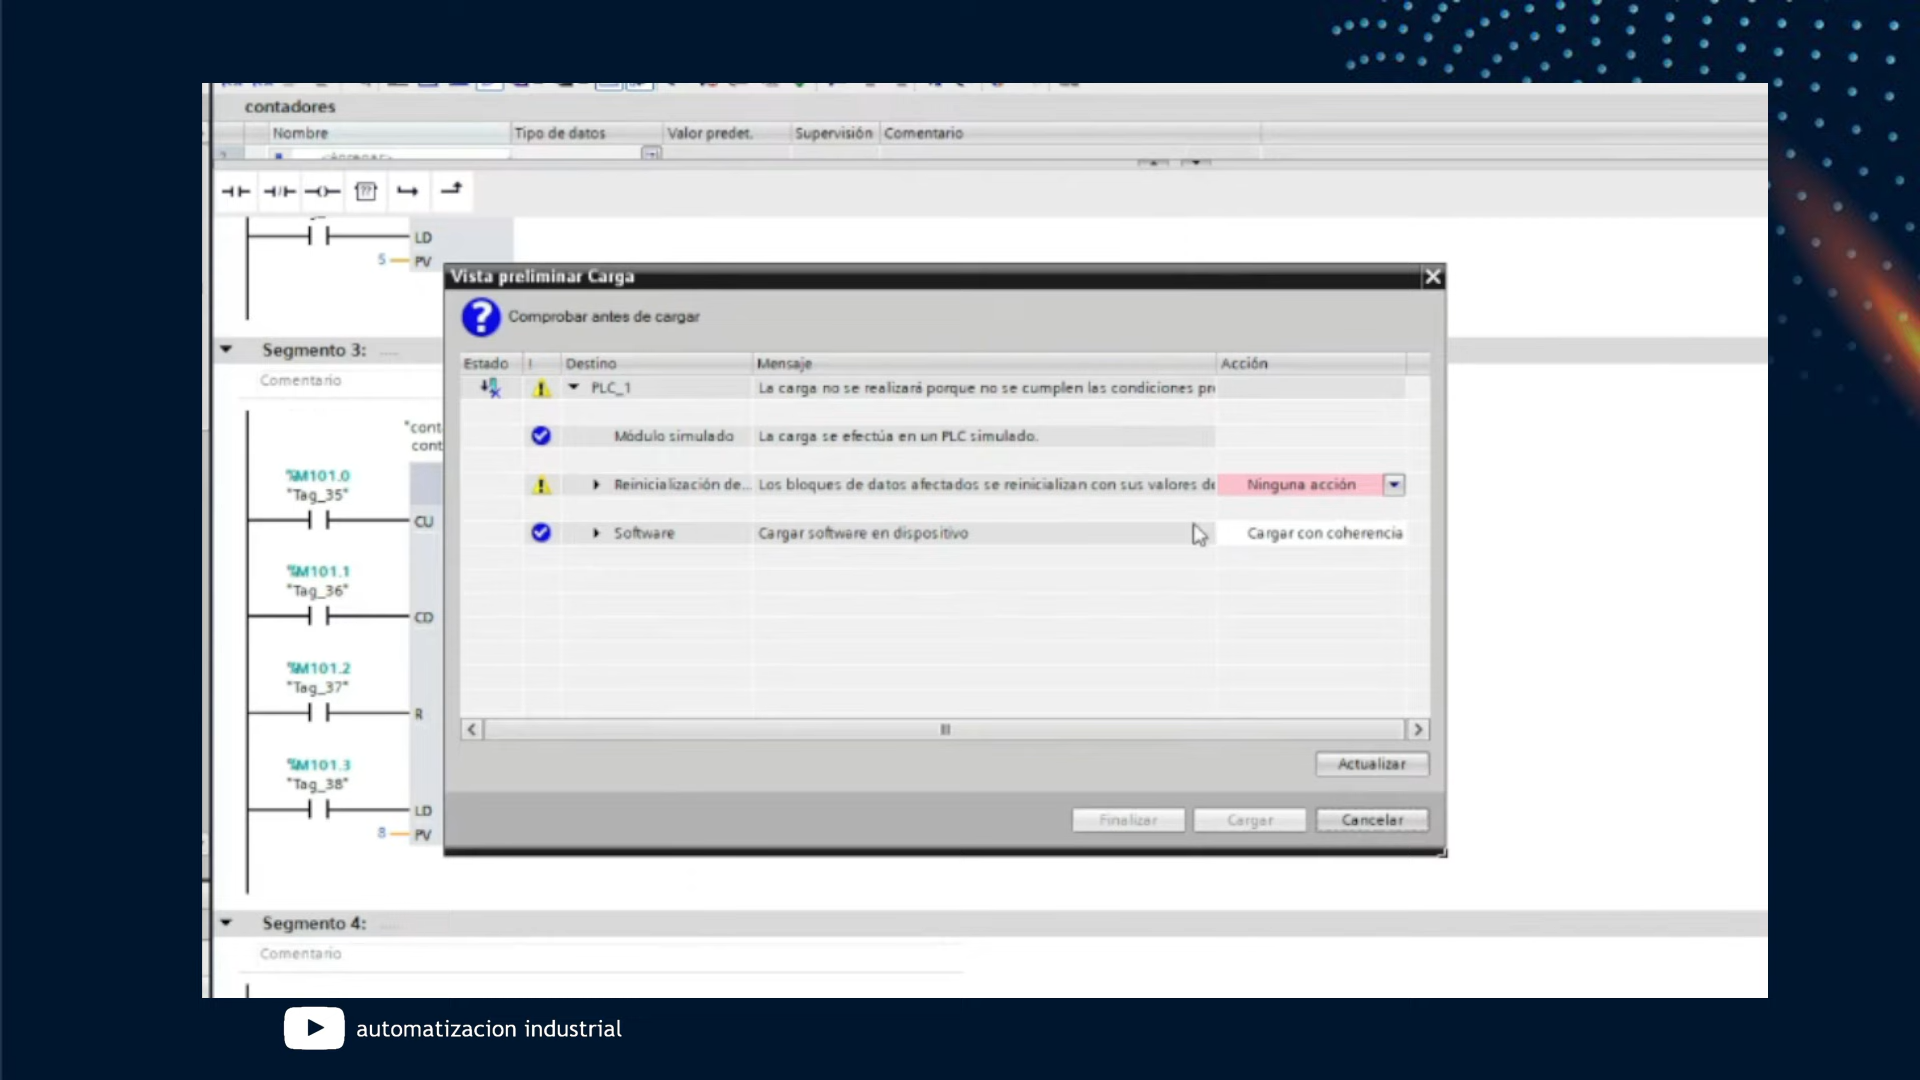 contadores
Nombre Tipo de datos Valor predet. Supervisión Comentario
<Agregar>
LD
5 PV
Segmento 3:
Comentario
"cont
cont
%M101.0
"Tag_35"
CU
%M101.1
"Tag_36"
CD
%M101.2
"Tag_37"
R
%M101.3
"Tag_38"
LD
8 PV
Vista preliminar Carga
? Comprobar antes de cargar
Estado ! Destino Mensaje Acción
PLC_1 La carga no se realizará porque no se cumplen las condiciones pre
Módulo simulado La carga se efectúa en un PLC simulado.
Reinicialización de... Los bloques de datos afectados se reinicializan con sus valores de Ninguna acción
Software Cargar software en dispositivo Cargar con coherencia
Actualizar
Finalizar Cargar Cancelar
Segmento 4:
Comentario
automatizacion industrial